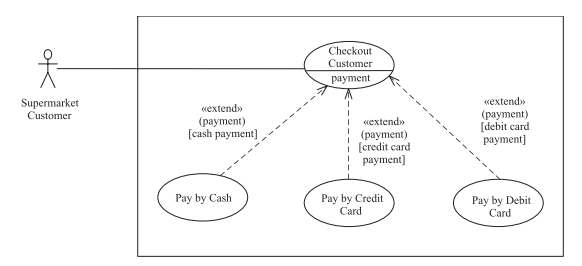 Checkout
Customer
payment
Supermarket
Customer
«extend»
(payment)
[cash payment]
«extend»
(payment)
[credit card
payment]
«extend»
(payment)
[debit card
payment]
Pay by Cash
Pay by Credit
Card
Pay by Debit
Card